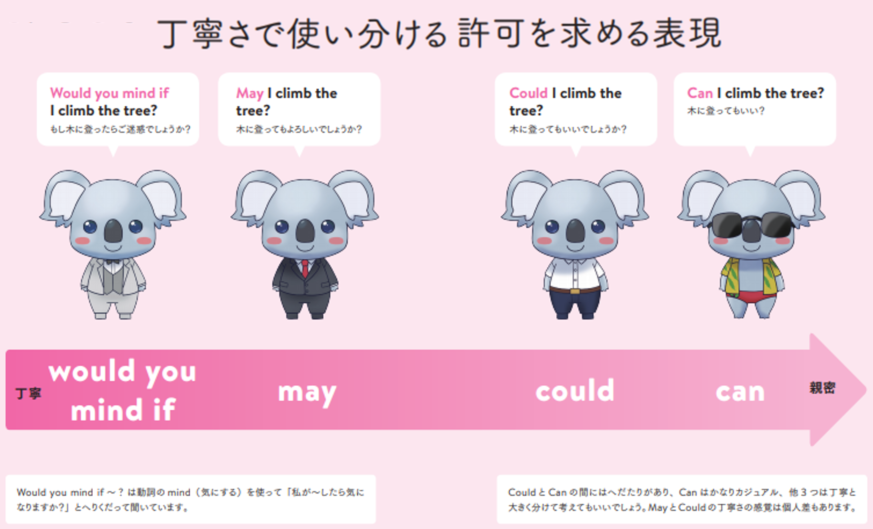 丁寧さで使い分ける許可を求める表現
Would you mind if
I climb the tree?
もし木に登ったらご迷惑でしょうか？
May I climb the
tree?
木に登ってもよろしいでしょうか？
Could I climb the
tree?
木に登ってもいいでしょうか？
Can I climb the tree?
木に登ってもいい？
丁寧
would you
mind if
may
could
can
親密
Would you mind if ～ ? は動詞の mind（気にする）を使って「私が～したら気に
なりますか？」とへりくだって聞いています。
Could と Can の間にはへだたりがあり、Can はかなりカジュアル、他 3 つは丁寧と
大きく分けて考えてもいいでしょう。May と Could の丁寧さの感覚は個人差もあります。